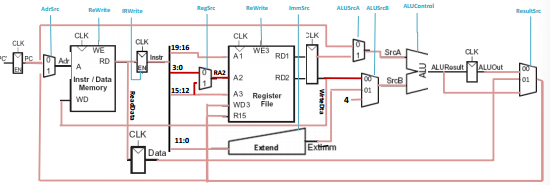 AdrSrc ReWrite IRWrite RegSrc ReWrite ImmSrc ALUSrcA ALUSrcB ALUControl ResultSrc
CLK CLK CLK CLK CLK CLK
PC' PC EN
0 1 Adr
WE
RD
Instr / Data
Memory
WD
Instr
EN
ReadData
19:16
3:0
15:12
11:0
0 1 RA2
WE3
A1 RD1
A2 RD2
A3
WD3
R15
Register
File
WriteData
0 1 SrcA
00
01
4
SrcB
ALU
ALUResult
ALUOut
00
01
CLK
Data
Extend
ExtImm